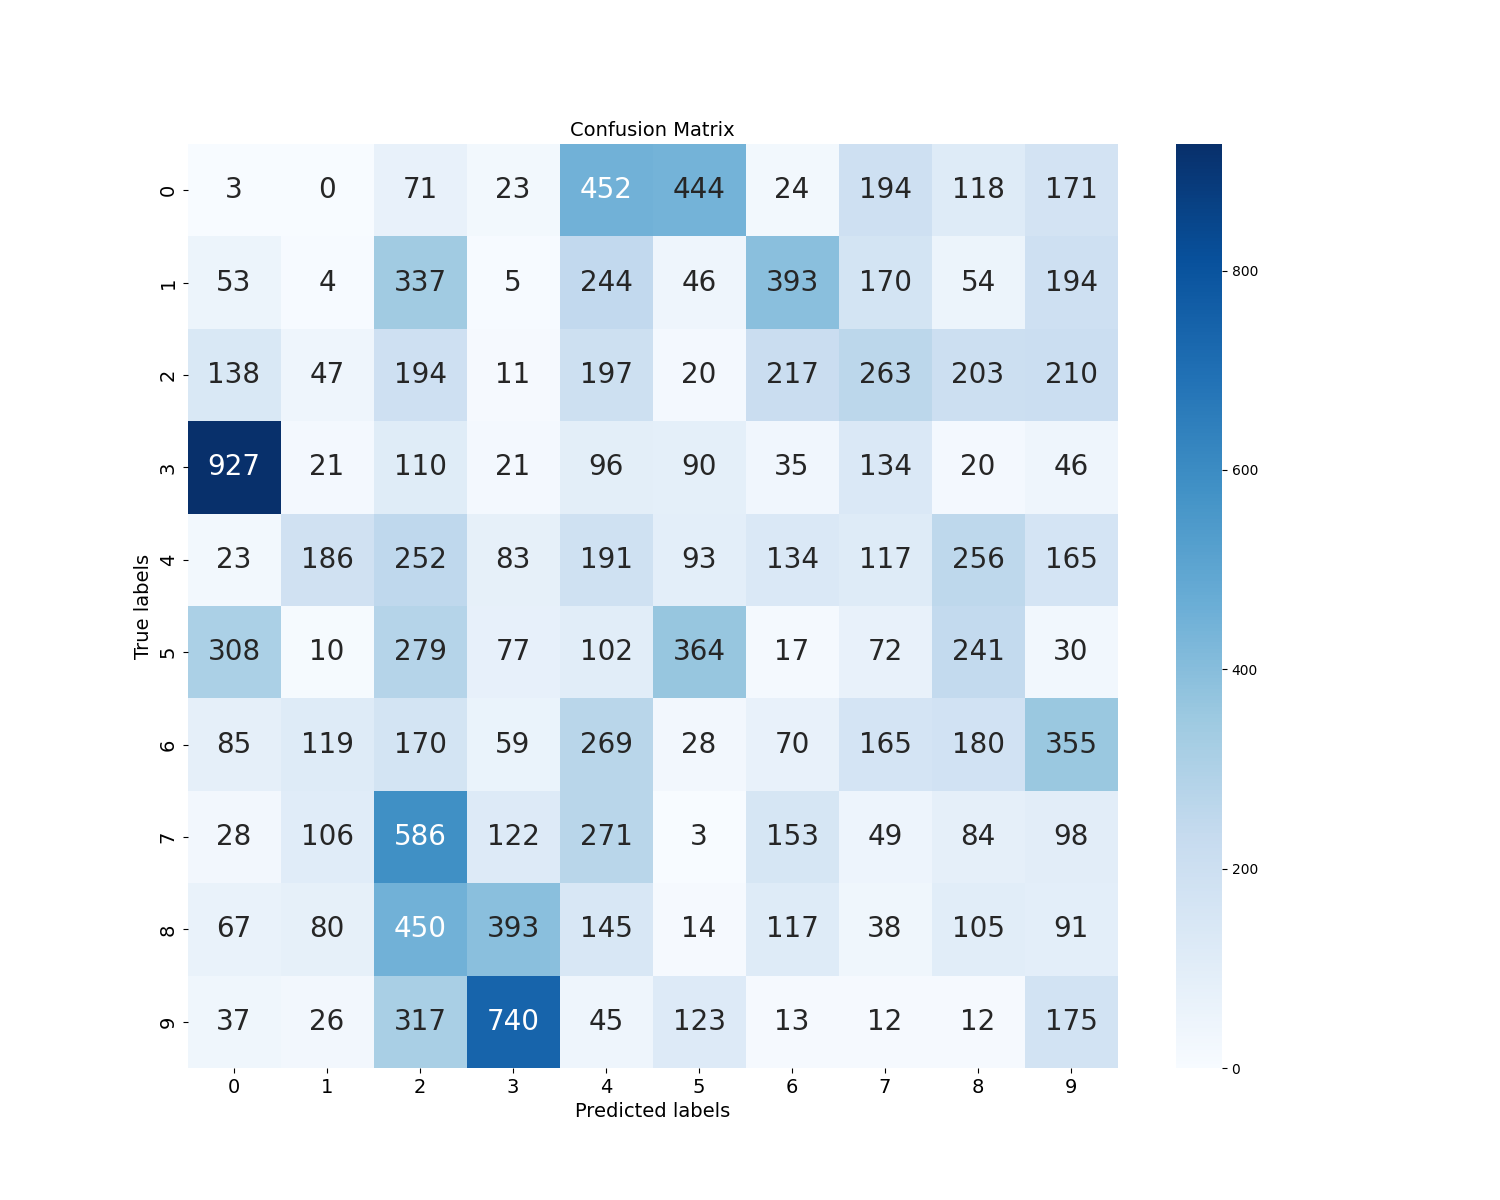 Confusion Matrix
0 3 0 71 23 452 444 24 194 118 171
1 53 4 337 5 244 46 393 170 54 194
2 138 47 194 11 197 20 217 263 203 210
3 927 21 110 21 96 90 35 134 20 46
4 23 186 252 83 191 93 134 117 256 165
5 308 10 279 77 102 364 17 72 241 30
6 85 119 170 59 269 28 70 165 180 355
7 28 106 586 122 271 3 153 49 84 98
8 67 80 450 393 145 14 117 38 105 91
9 37 26 317 740 45 123 13 12 12 175
0 1 2 3 4 5 6 7 8 9
Predicted labels
True labels
800
600
400
200
0